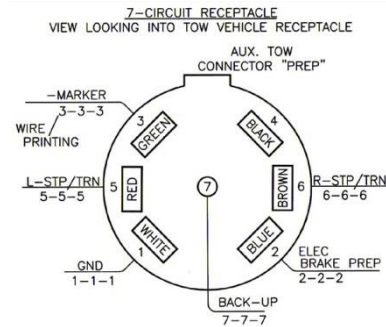 7-CIRCUIT RECEPTACLE
VIEW LOOKING INTO TOW VEHICLE RECEPTACLE
AUX. TOW
CONNECTOR "PREP"
-MARKER
3-3-3
WIRE
PRINTING
3
GREEN
4
BLACK
L-STP/TRN
5-5-5
5
RED
7
BROWN
6
R-STP/TRN
6-6-6
WHITE
1
BLUE
2
GND
1-1-1
ELEC
BRAKE PREP
2-2-2
BACK-UP
7-7-7